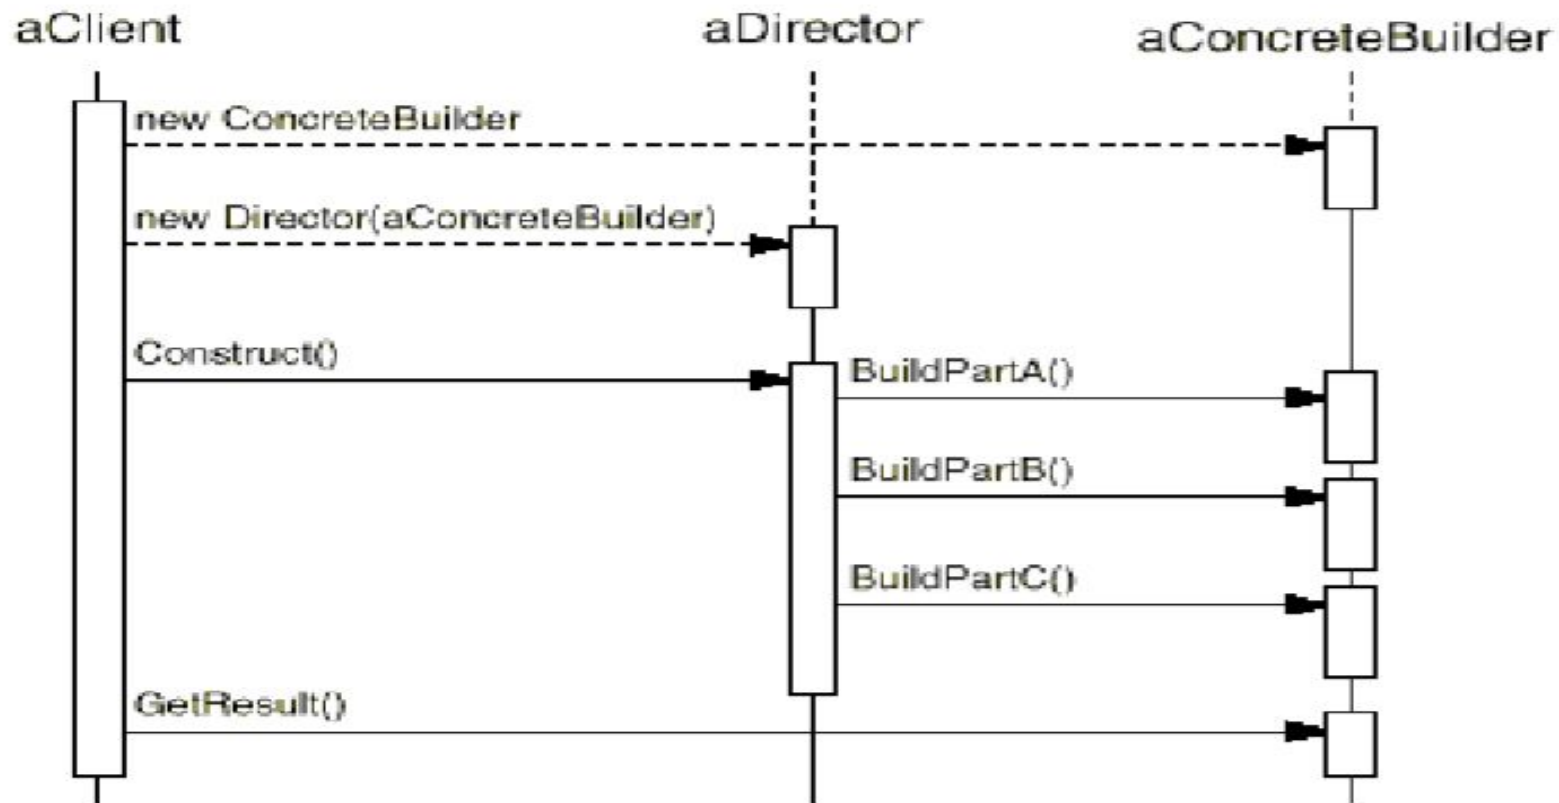 aClient
aDirector
aConcreteBuilder
new ConcreteBuilder
new Director(aConcreteBuilder)
Construct()
BuildPartA()
BuildPartB()
BuildPartC()
GetResult()